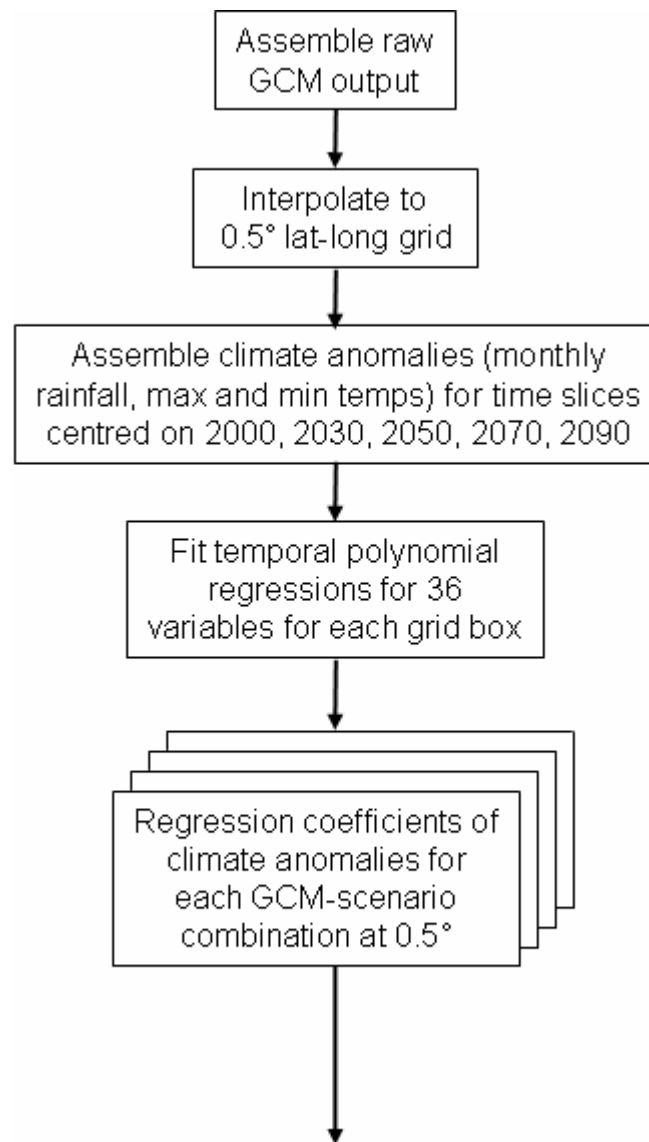 Assemble raw
GCM output
Interpolate to
0.5° lat-long grid
Assemble climate anomalies (monthly
rainfall, max and min temps) for time slices
centred on 2000, 2030, 2050, 2070, 2090
Fit temporal polynomial
regressions for 36
variables for each grid box
Regression coefficients of
climate anomalies for
each GCM-scenario
combination at 0.5°